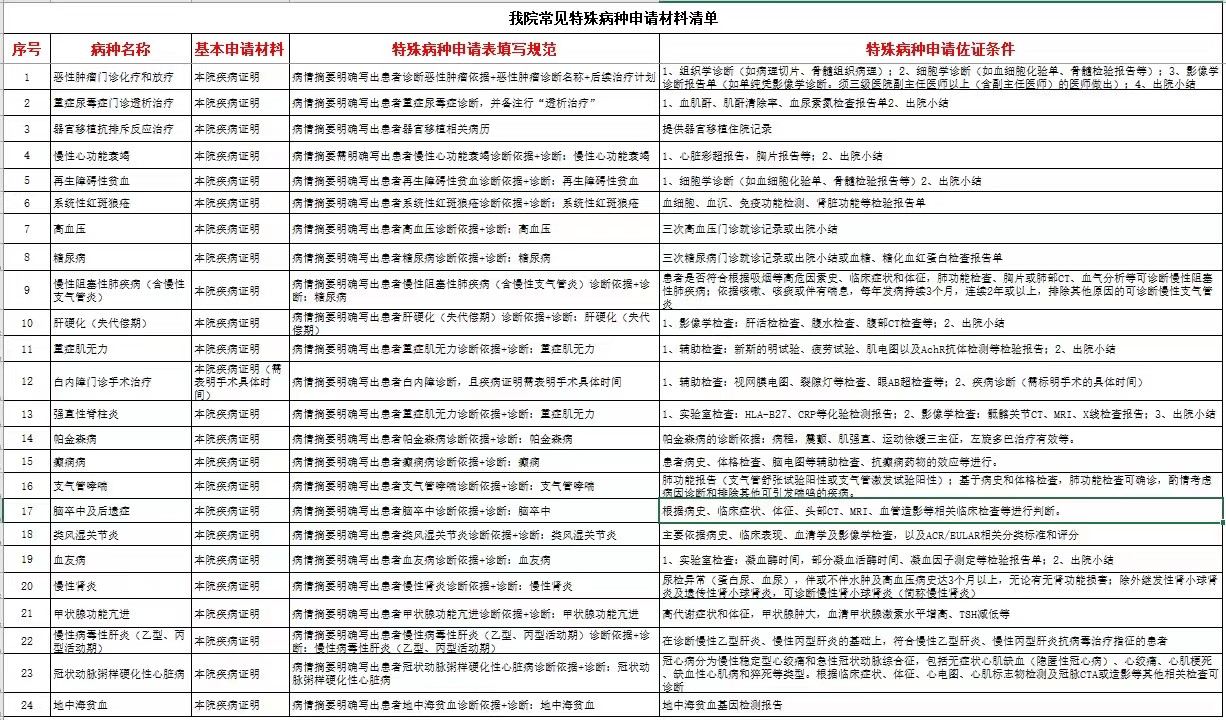 我院常见特殊病种申请材料清单
序号 病种名称 基本申请材料 特殊病种申请表填写规范 特殊病种申请佐证条件
1 恶性肿瘤门诊化疗和放疗 本院疾病证明 病情摘要明确写出患者诊断恶性肿瘤依据+恶性肿瘤诊断名称+后续治疗计划 1、组织学诊断（如病理切片、骨髓组织病理）；2、细胞学诊断（如血细胞化验单、骨髓检验报告等）；3、影像学
诊断报告单（如单纯凭影像学诊断。须三级医院副主任医师以上（含副主任医师）的医师做出）；4、出院小结
2 重症尿毒症门诊透析治疗 本院疾病证明 病情摘要明确写出患者重症尿毒症诊断，并备注行“透析治疗” 1、血肌酐、肌酐清除率、血尿素氮检查报告单2、出院小结
3 器官移植抗排斥反应治疗 本院疾病证明 病情摘要明确写出患者器官移植相关病历 提供器官移植住院记录
4 慢性心功能衰竭 本院疾病证明 病情摘要需明确写出患者慢性心功能衰竭诊断依据+诊断：慢性心功能衰竭 1、心脏彩超报告，胸片报告等；2、出院小结
5 再生障碍性贫血 本院疾病证明 病情摘要明确写出患者再生障碍性贫血诊断依据+诊断：再生障碍性贫血 1、细胞学诊断（如血细胞化验单、骨髓检验报告等）2、出院小结
6 系统性红斑狼疮 本院疾病证明 病情摘要明确写出患者系统性红斑狼疮诊断依据+诊断：系统性红斑狼疮 血细胞、血沉、免疫功能检测、肾脏功能等检验报告单
7 高血压 本院疾病证明 病情摘要明确写出患者高血压诊断依据+诊断：高血压 三次高血压门诊就诊记录或出院小结
8 糖尿病 本院疾病证明 病情摘要明确写出患者糖尿病诊断依据+诊断：糖尿病 三次糖尿病门诊就诊记录或出院小结或血糖、糖化血红蛋白检查报告单
9 慢性阻塞性肺疾病（含慢性
支气管炎） 本院疾病证明 病情摘要明确写出患者慢性阻塞性肺疾病（含慢性支气管炎）诊断依据+诊
断：糖尿病 患者是否符合根据吸烟等高危因素史、临床症状和体征，肺功能检查、胸片或肺部CT、血气分析等可诊断慢性阻塞
性肺疾病；依据咳嗽、咳痰或伴有喘息，每年发病持续3个月，连续2年或以上，排除其他原因的可诊断慢性支气管
炎
10 肝硬化（失代偿期） 本院疾病证明 病情摘要明确写出患者肝硬化（失代偿期）诊断依据+诊断：肝硬化（失代
偿期） 1、影像学检查：肝活检检查、腹水检查、腹部CT检查等；2、出院小结
11 重症肌无力 本院疾病证明 病情摘要明确写出患者重症肌无力诊断依据+诊断：重症肌无力 1、辅助检查：新斯的明试验、疲劳试验、肌电图以及AchR抗体检测等检验报告；2、出院小结
12 白内障门诊手术治疗 本院疾病证明（需
表明手术具体时
间） 病情摘要明确写出患者白内障诊断，且疾病证明需表明手术具体时间 1、辅助检查：视网膜电图、裂隙灯等检查、眼AB超检查等；2、疾病诊断（需标明手术的具体时间）
13 强直性脊柱炎 本院疾病证明 病情摘要明确写出患者重症肌无力诊断依据+诊断：重症肌无力 1、实验室检查：HLA-B27、CRP等化验检测报告；2、影像学检查：骶髂关节CT、MRI、X线检查报告；3、出院小结
14 帕金森病 本院疾病证明 病情摘要明确写出患者帕金森病诊断依据+诊断：帕金森病 帕金森病的诊断依据：病程，震颤、肌强直、运动徐缓三主征，左旋多巴治疗有效等。
15 癫痫病 本院疾病证明 病情摘要明确写出患者癫痫病诊断依据+诊断：癫痫 患者病史、体格检查、脑电图等辅助检查、抗癫痫药物的效应等进行。
16 支气管哮喘 本院疾病证明 病情摘要明确写出患者支气管哮喘诊断依据+诊断：支气管哮喘 肺功能报告（支气管舒张试验阳性或支气管激发试验阳性）；基于病史和体格检查，肺功能检查可确诊，酌情考虑
病因诊断和排除其他可引发喘鸣的疾病。
17 脑卒中及后遗症 本院疾病证明 病情摘要明确写出患者脑卒中诊断依据+诊断：脑卒中 根据病史、临床症状、体征、头部CT、MRI、血管造影等相关临床检查等进行判断。
18 类风湿关节炎 本院疾病证明 病情摘要明确写出患者类风湿关节炎诊断依据+诊断：类风湿关节炎 主要依据病史、临床表现、血清学及影像学检查，以及ACR/EULAR相关分类标准和评分
19 血友病 本院疾病证明 病情摘要明确写出患者血友病诊断依据+诊断：血友病 1、实验室检查：凝血酶时间，部分凝血活酶时间、凝血因子测定等检验报告单；2、出院小结
20 慢性肾炎 本院疾病证明 病情摘要明确写出患者慢性肾炎诊断依据+诊断：慢性肾炎 尿检异常（蛋白尿、血尿），伴或不伴水肿及高血压病史达3个月以上，无论有无肾功能损害；除外继发性肾小球肾
炎及遗传性肾小球肾炎，可诊断慢性肾小球肾炎（简称慢性肾炎）
21 甲状腺功能亢进 本院疾病证明 病情摘要明确写出患者甲状腺功能亢进诊断依据+诊断：甲状腺功能亢进 高代谢症状和体征，甲状腺肿大，血清甲状腺激素水平增高、TSH减低等
22 慢性病毒性肝炎（乙型、丙
型活动期） 本院疾病证明 病情摘要明确写出患者慢性病毒性肝炎（乙型、丙型活动期）诊断依据+诊
断：慢性病毒性肝炎（乙型、丙型活动期） 在诊断慢性乙型肝炎、慢性丙型肝炎的基础上，符合慢性乙型肝炎、慢性丙型肝炎抗病毒治疗指征的患者
23 冠状动脉粥样硬化性心脏病 本院疾病证明 病情摘要明确写出患者冠状动脉粥样硬化性心脏病诊断依据+诊断：冠状动
脉粥样硬化性心脏病 冠心病分为慢性稳定型心绞痛和急性冠状动脉综合征，包括无症状心肌缺血（隐匿性冠心病）、心绞痛、心肌梗死
、缺血性心肌病和猝死等类型。根据临床症状、体征、心电图、心肌标志物检测及冠脉CTA或造影等其他相关检查可
诊断
24 地中海贫血 本院疾病证明 病情摘要明确写出患者地中海贫血诊断依据+诊断：地中海贫血 地中海贫血基因检测报告